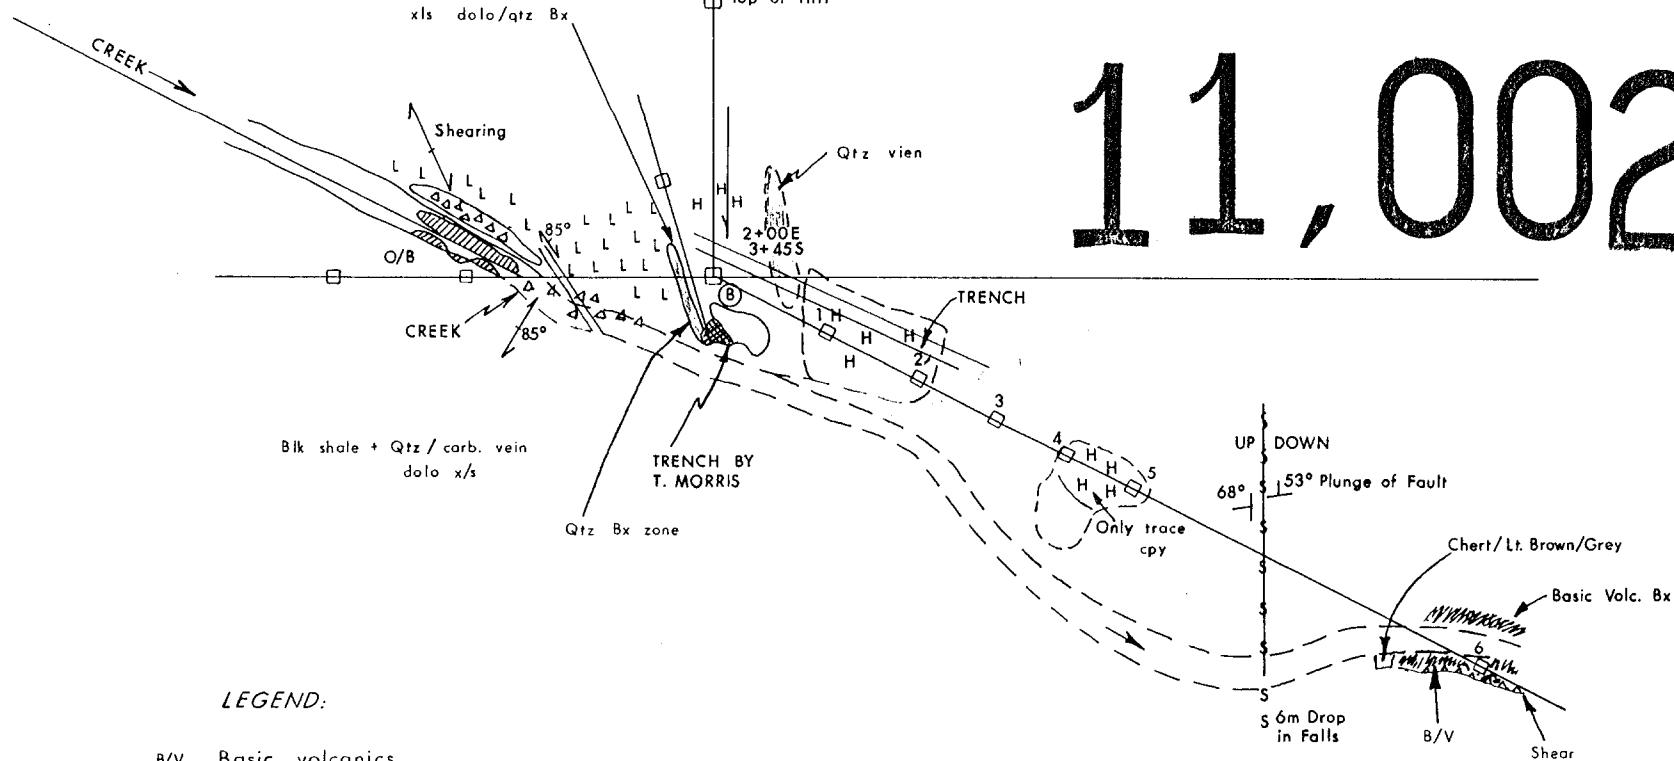 Top of Hill
xls dolo/qtz Bx
11,002
CREEK
Shearing
Qtz vien
L L L L L L
L L L L
L L L
L L L L
L L
H H H
85°
2+00E
3+45S
O/B
B
TRENCH
CREEK
85°
1 H
H H
H
2
3
4
5
H
H
H H
Blk shale + Qtz / carb. vein
dolo x/s
TRENCH BY
T. MORRIS
UP DOWN
68° 53° Plunge of Fault
Only trace
cpy
Qtz Bx zone
Chert/Lt. Brown/Grey
Basic Volc. Bx
6
S
S
S
S
S
S
S
S
S 6m Drop
in Falls
B/V
Shear
LEGEND:
B/V Basic volcanics